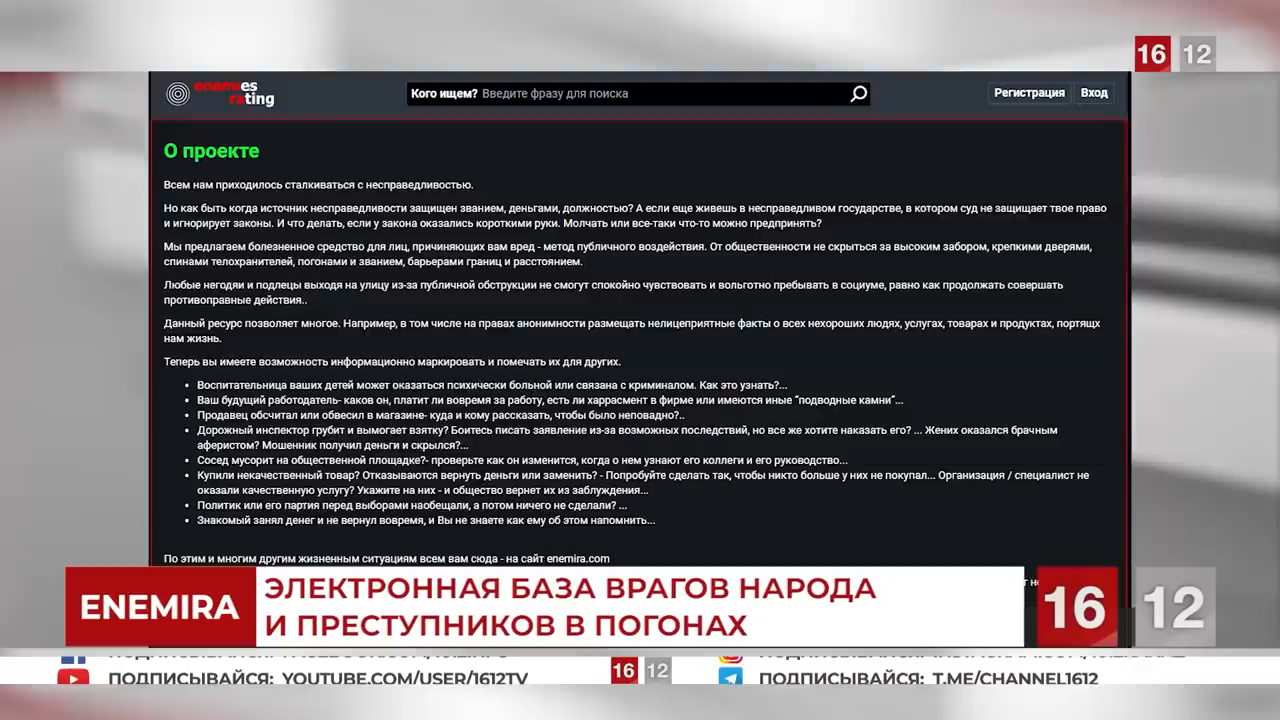 16 12
enemies
rating
Кого ищем? Введите фразу для поиска
Регистрация Вход
О проекте
Всем нам приходилось сталкиваться с несправедливостью.
Но как быть когда источник несправедливости защищен званием, деньгами, должностью? А если еще живешь в несправедливом государстве, в котором суд не защищает твое право
и игнорирует законы. И что делать, если у закона оказались короткими руки. Молчать или все-таки что-то можно предпринять?
Мы предлагаем болезненное средство для лиц, причиняющих вам вред - метод публичного воздействия. От общественности не скрыться за высоким забором, крепкими дверями,
спинами телохранителей, погонами и званием, барьерами границ и расстоянием.
Любые негодяи и подлецы выходя на улицу из-за публичной обструкции не смогут спокойно чувствовать и вольготно пребывать в социуме, равно как продолжать совершать
противоправные действия..
Данный ресурс позволяет многое. Например, в том числе на правах анонимности размещать нелицеприятные факты о всех нехороших людях, услугах, товарах и продуктах, портящх
нам жизнь.
Теперь вы имеете возможность информационно маркировать и помечать их для других.
• Воспитательница ваших детей может оказаться психически больной или связана с криминалом. Как это узнать?...
• Ваш будущий работодатель- каков он, платит ли вовремя за работу, есть ли харрасмент в фирме или имеются иные “подводные камни”...
• Продавец обсчитал или обвесил в магазине- куда и кому рассказать, чтобы было неповадно?..
• Дорожный инспектор грубит и вымогает взятку? Боитесь писать заявление из-за возможных последствий, но все же хотите наказать его? ... Жених оказался брачным
аферистом? Мошенник получил деньги и скрылся?...
• Сосед мусорит на общественной площадке?- проверьте как он изменится, когда о нем узнают его коллеги и его руководство...
• Купили некачественный товар? Отказываются вернуть деньги или заменить? - Попробуйте сделать так, чтобы никто больше у них не покупал... Организация / специалист не
оказали качественную услугу? Укажите на них - и общество вернет их из заблуждения...
• Политик или его партия перед выборами наобещали, а потом ничего не сделали? ...
• Знакомый занял денег и не вернул вовремя, и Вы не знаете как ему об этом напомнить...
По этим и многим другим жизненным ситуациям всем вам сюда - на сайт enemira.com
ENEMIRA
ЭЛЕКТРОННАЯ БАЗА ВРАГОВ НАРОДА
И ПРЕСТУПНИКОВ В ПОГОНАХ
16 12
ПОДПИСЫВАЙСЯ: YOUTUBE.COM/USER/1612TV
16 12
ПОДПИСЫВАЙСЯ: T.ME/CHANNEL1612